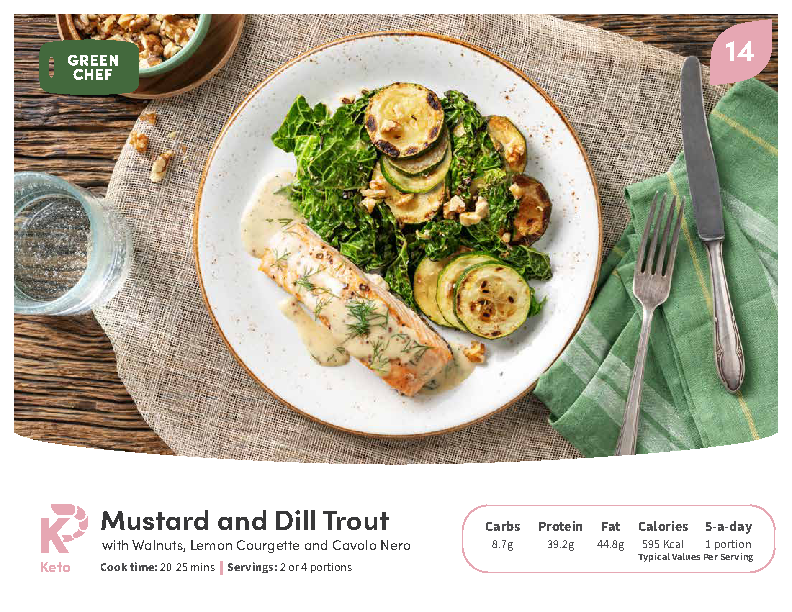 GREEN
CHEF
14
Mustard and Dill Trout
with Walnuts, Lemon Courgette and Cavolo Nero
Keto
Cook time: 20 25 mins | Servings: 2 or 4 portions
Carbs Protein Fat Calories 5-a-day
8.7g 39.2g 44.8g 595 Kcal 1 portion
Typical Values Per Serving